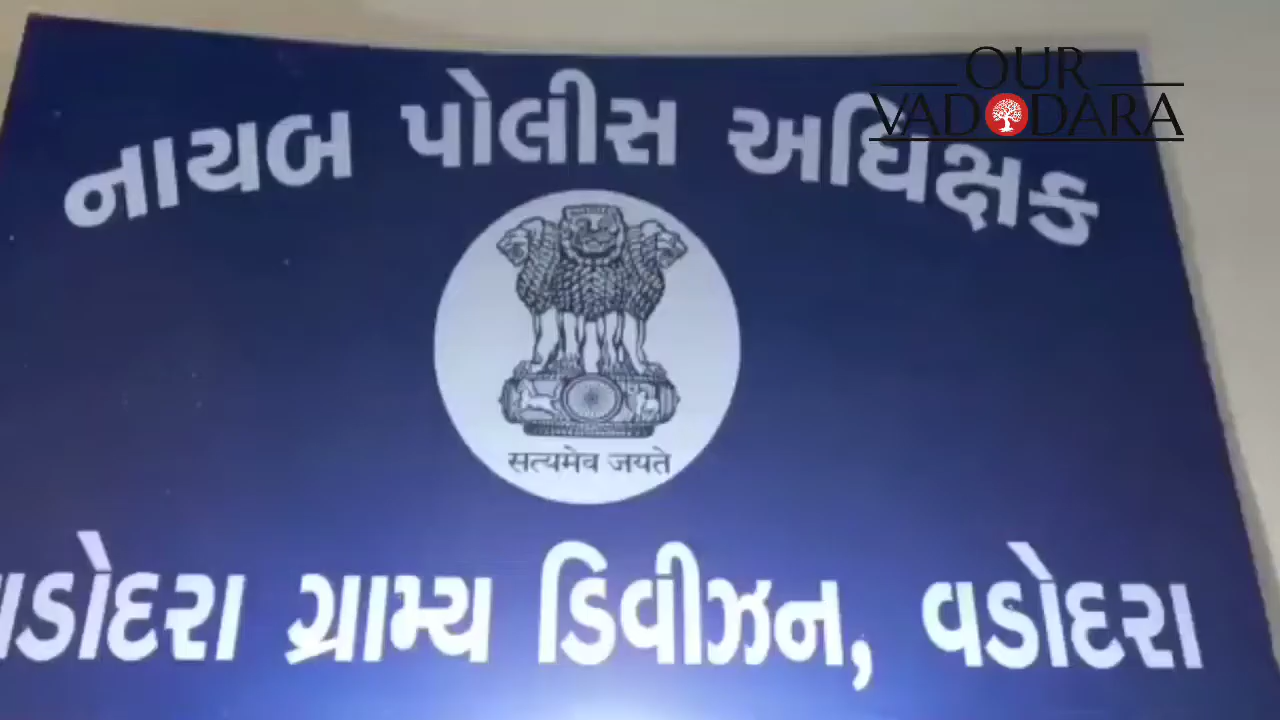 OUR
VADODARA
નાયબ પોલીસ અધિક્ષક
सत्यमेव जयते
વડોદરા ગ્રામ્ય ડિવીઝન, વડોદરા